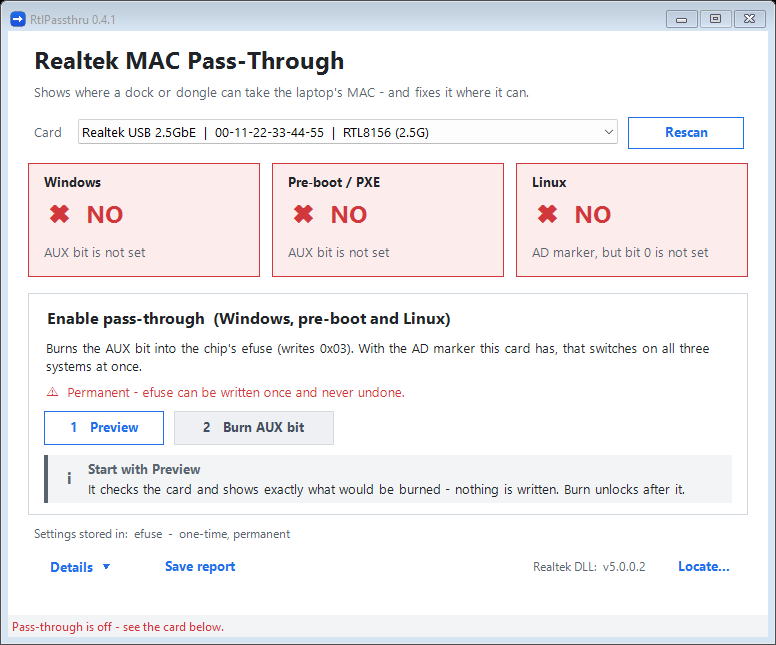 RtlPassthru 0.4.1
Realtek MAC Pass-Through
Shows where a dock or dongle can take the laptop's MAC - and fixes it where it can.
Card
Realtek USB 2.5GbE | 00-11-22-33-44-55 | RTL8156 (2.5G)
Rescan
Windows
✖ NO
AUX bit is not set
Pre-boot / PXE
✖ NO
AUX bit is not set
Linux
✖ NO
AD marker, but bit 0 is not set
Enable pass-through (Windows, pre-boot and Linux)
Burns the AUX bit into the chip's efuse (writes 0x03). With the AD marker this card has, that switches on all three
systems at once.
⚠ Permanent - efuse can be written once and never undone.
1 Preview
2 Burn AUX bit
i
Start with Preview
It checks the card and shows exactly what would be burned - nothing is written. Burn unlocks after it.
Settings stored in: efuse - one-time, permanent
Details ▼
Save report
Realtek DLL: v5.0.0.2
Locate...
Pass-through is off - see the card below.